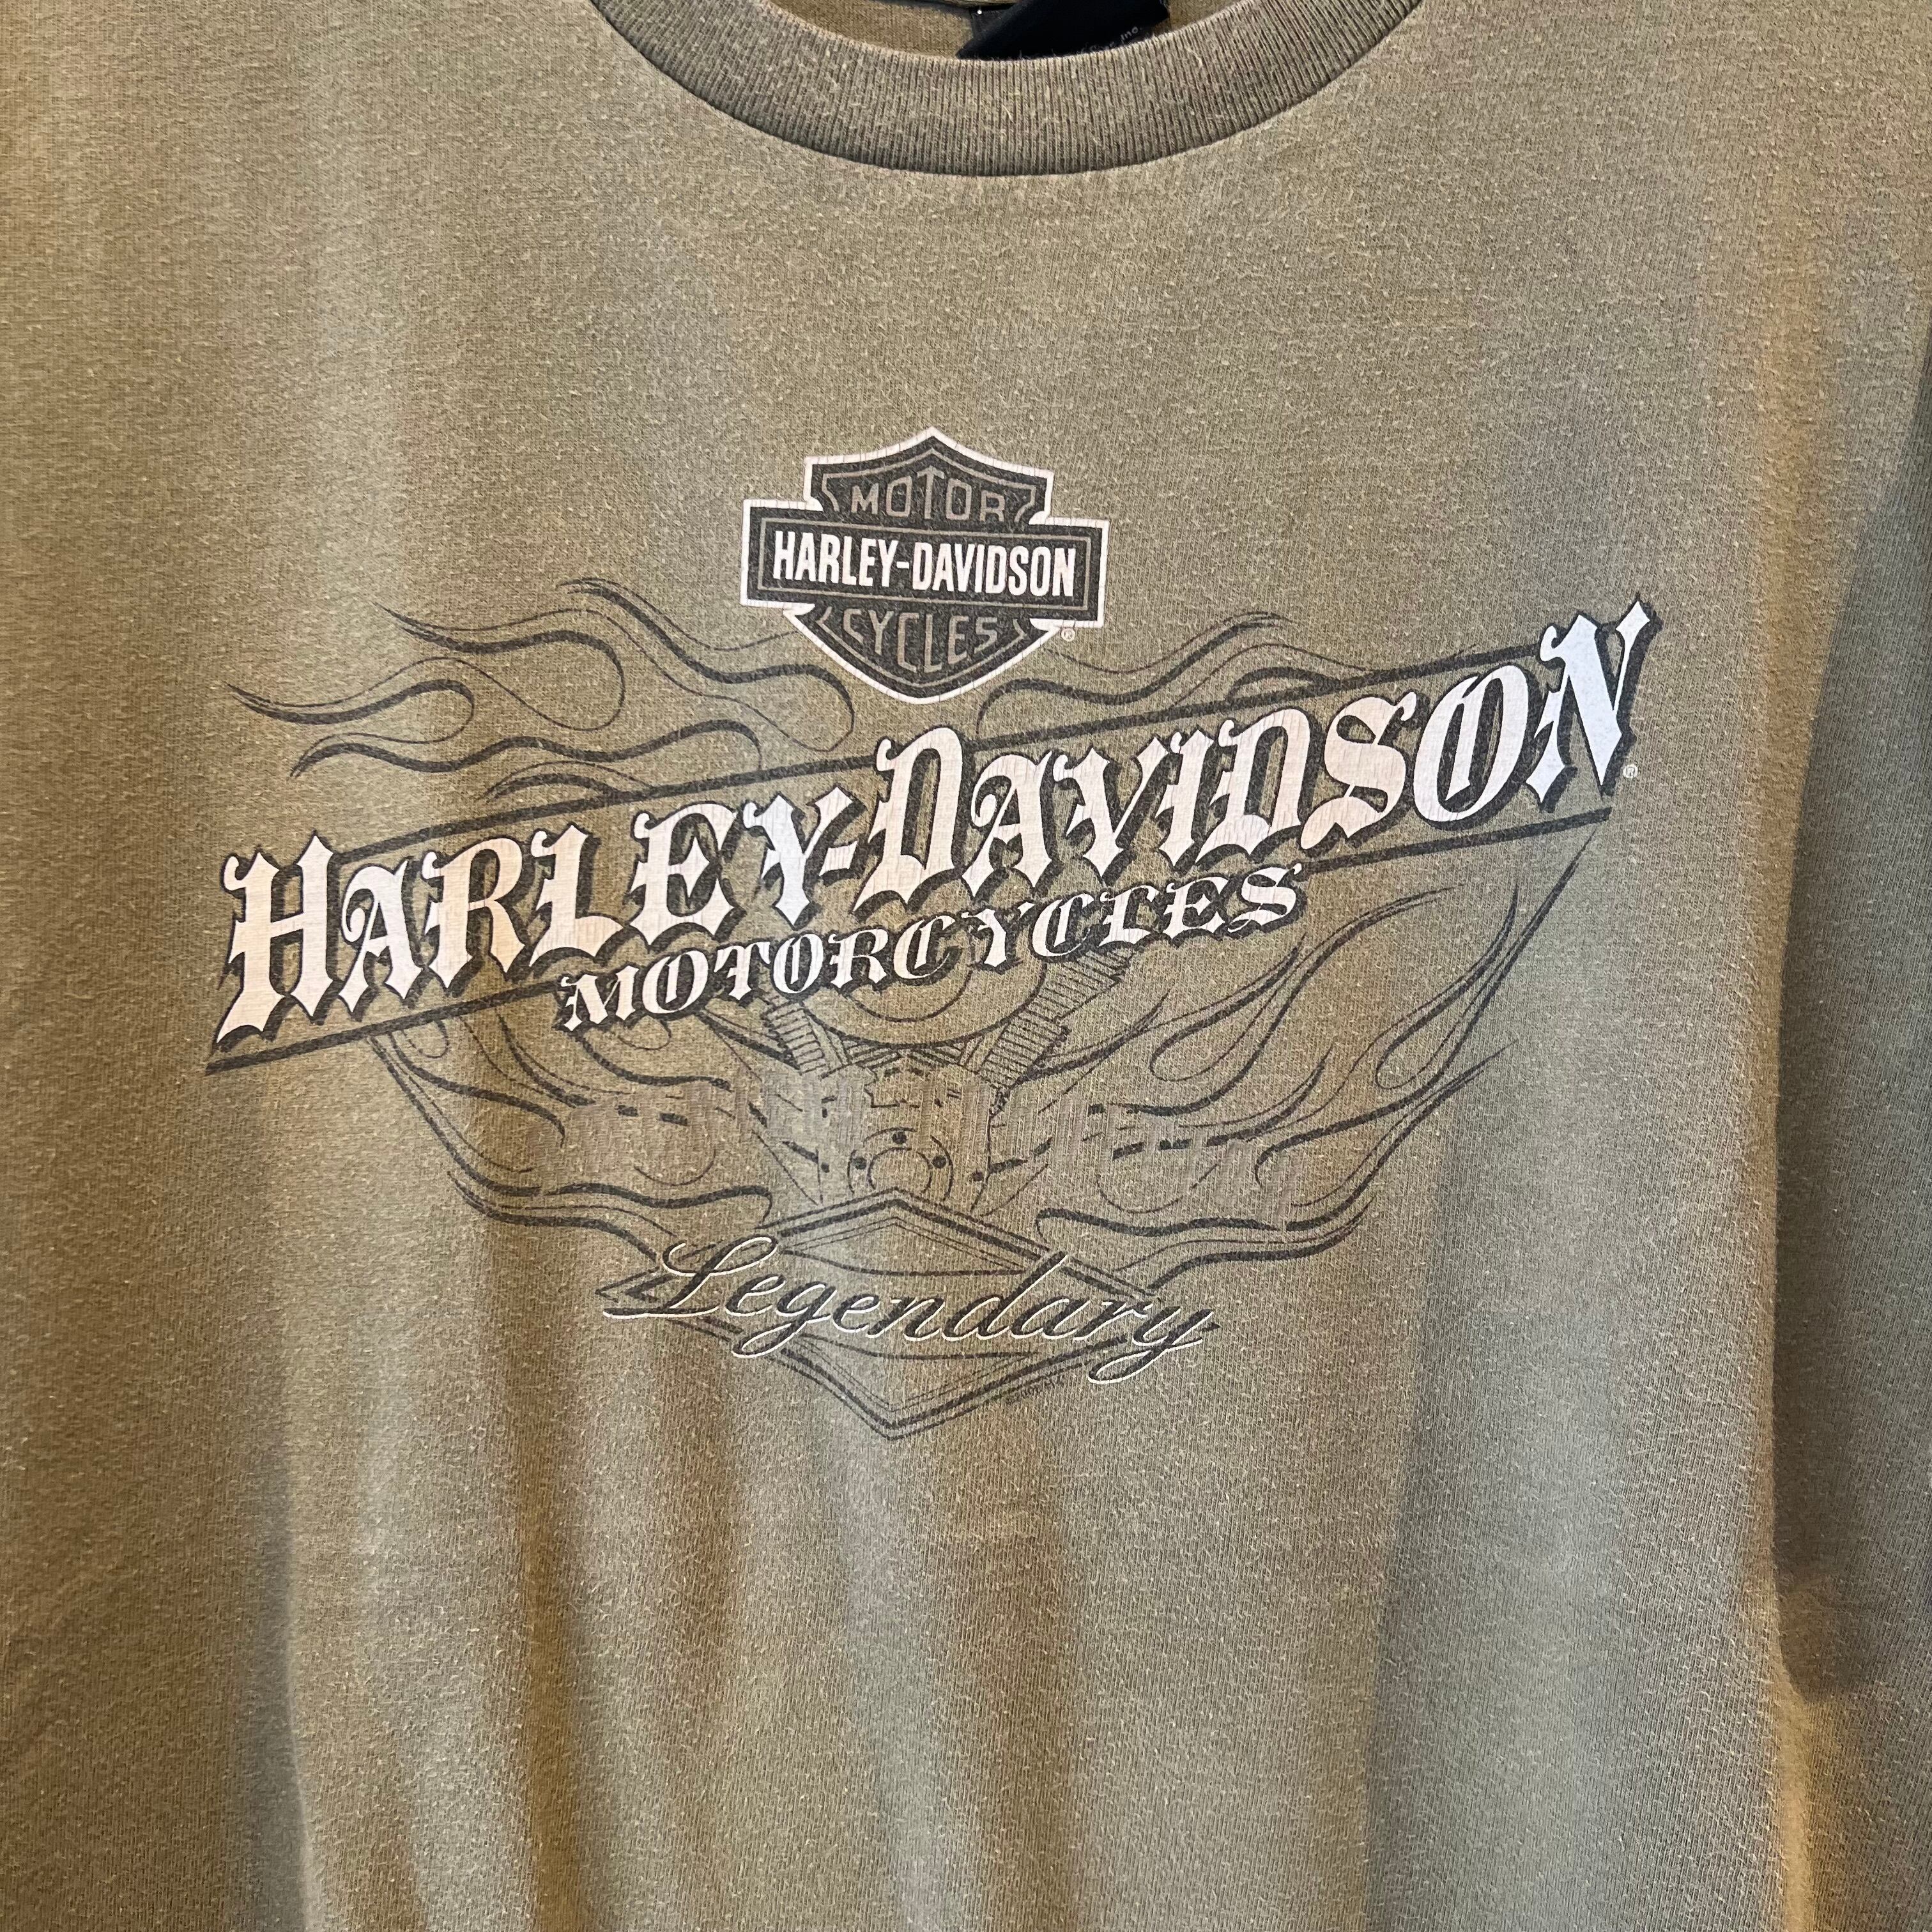 MOTOR
HARLEY-DAVIDSON
CYCLES
®
HARLEY-DAVIDSON
®
MOTORCYCLES
Legendary